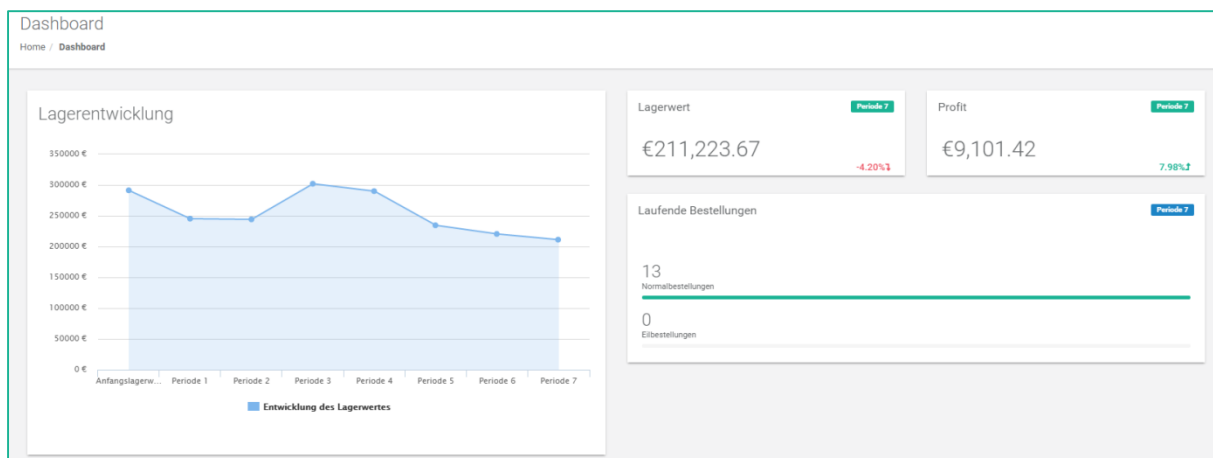 Dashboard
Home / Dashboard
Lagerentwicklung
350000 €
300000 €
250000 €
200000 €
150000 €
100000 €
50000 €
0 €
Anfangslagerw... Periode 1 Periode 2 Periode 3 Periode 4 Periode 5 Periode 6 Periode 7
Entwicklung des Lagerwertes
Lagerwert Periode 7
€211,223.67
-4.20%
Profit Periode 7
€9,101.42
7.98%
Laufende Bestellungen Periode 7
13
Normalbestellungen
0
Eilbestellungen